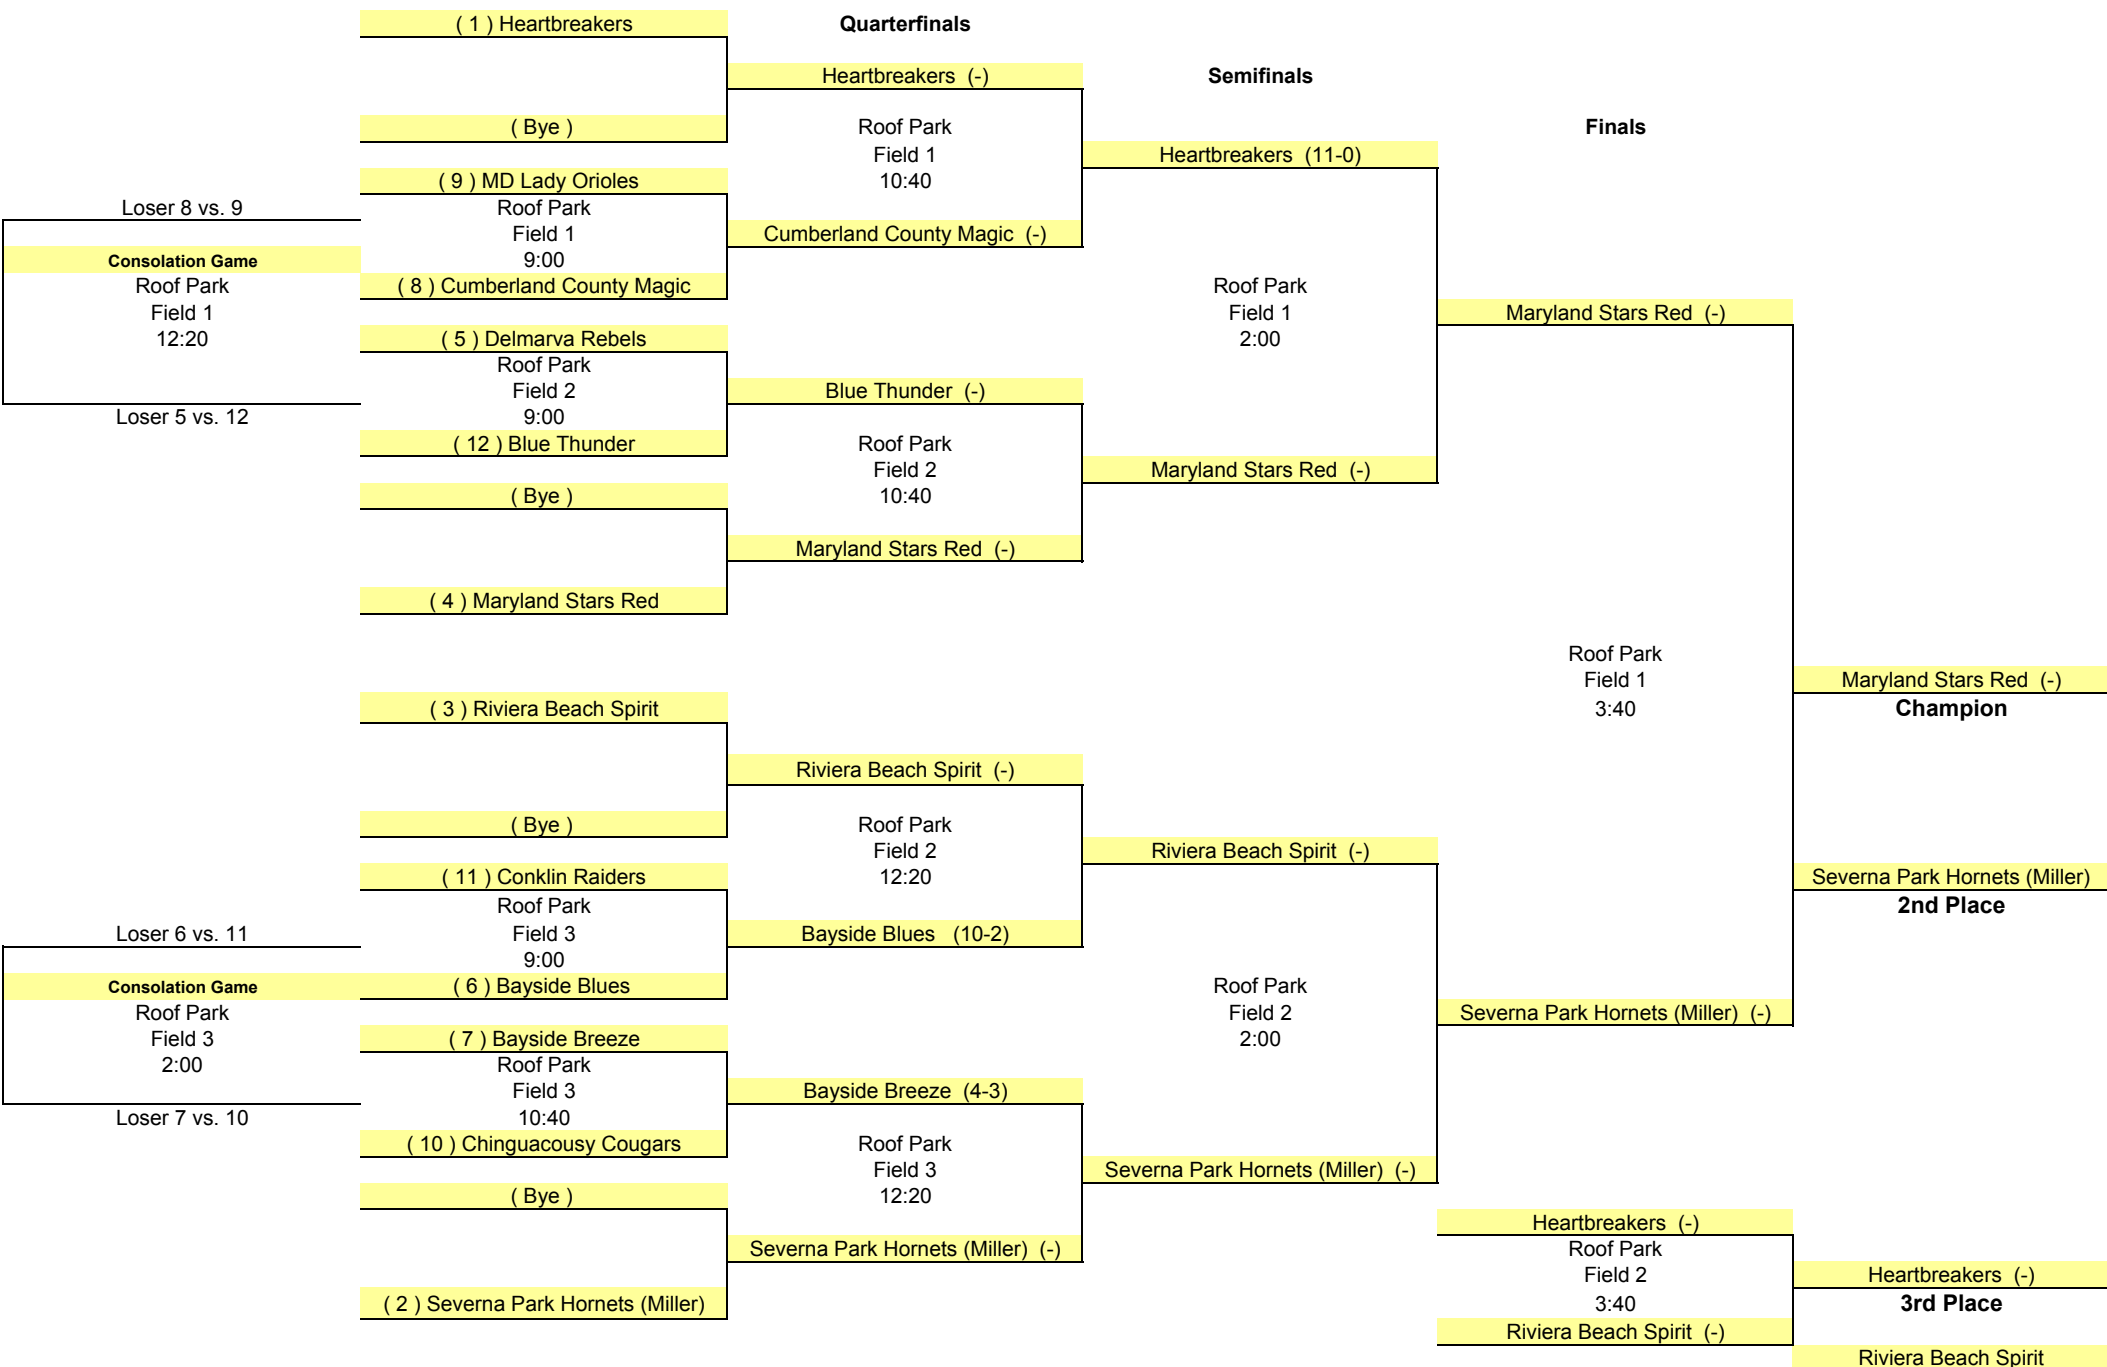 ( 1 ) Heartbreakers
Quarterfinals
Heartbreakers (-)
Semifinals
( Bye )
Roof Park
Finals
Field 1
Heartbreakers (11-0)
( 9 ) MD Lady Orioles
10:40
Loser 8 vs. 9
Roof Park
Field 1
Cumberland County Magic (-)
Consolation Game
9:00
Roof Park
( 8 ) Cumberland County Magic
Roof Park
Field 1
Field 1
Maryland Stars Red (-)
12:20
( 5 ) Delmarva Rebels
2:00
Roof Park
Field 2
Blue Thunder (-)
Loser 5 vs. 12
9:00
( 12 ) Blue Thunder
Roof Park
Field 2
Maryland Stars Red (-)
( Bye )
10:40
Maryland Stars Red (-)
( 4 ) Maryland Stars Red
Roof Park
Field 1
Maryland Stars Red (-)
( 3 ) Riviera Beach Spirit
3:40
Champion
Riviera Beach Spirit (-)
( Bye )
Roof Park
Field 2
Riviera Beach Spirit (-)
( 11 ) Conklin Raiders
12:20
Severna Park Hornets (Miller)
Roof Park
2nd Place
Loser 6 vs. 11
Field 3
Bayside Blues (10-2)
9:00
Consolation Game
( 6 ) Bayside Blues
Roof Park
Roof Park
Field 2
Severna Park Hornets (Miller) (-)
Field 3
( 7 ) Bayside Breeze
2:00
2:00
Roof Park
Field 3
Bayside Breeze (4-3)
Loser 7 vs. 10
10:40
( 10 ) Chinguacousy Cougars
Roof Park
Field 3
Severna Park Hornets (Miller) (-)
( Bye )
12:20
Heartbreakers (-)
Severna Park Hornets (Miller) (-)
Roof Park
Field 2
Heartbreakers (-)
( 2 ) Severna Park Hornets (Miller)
3:40
3rd Place
Riviera Beach Spirit (-)
Riviera Beach Spirit